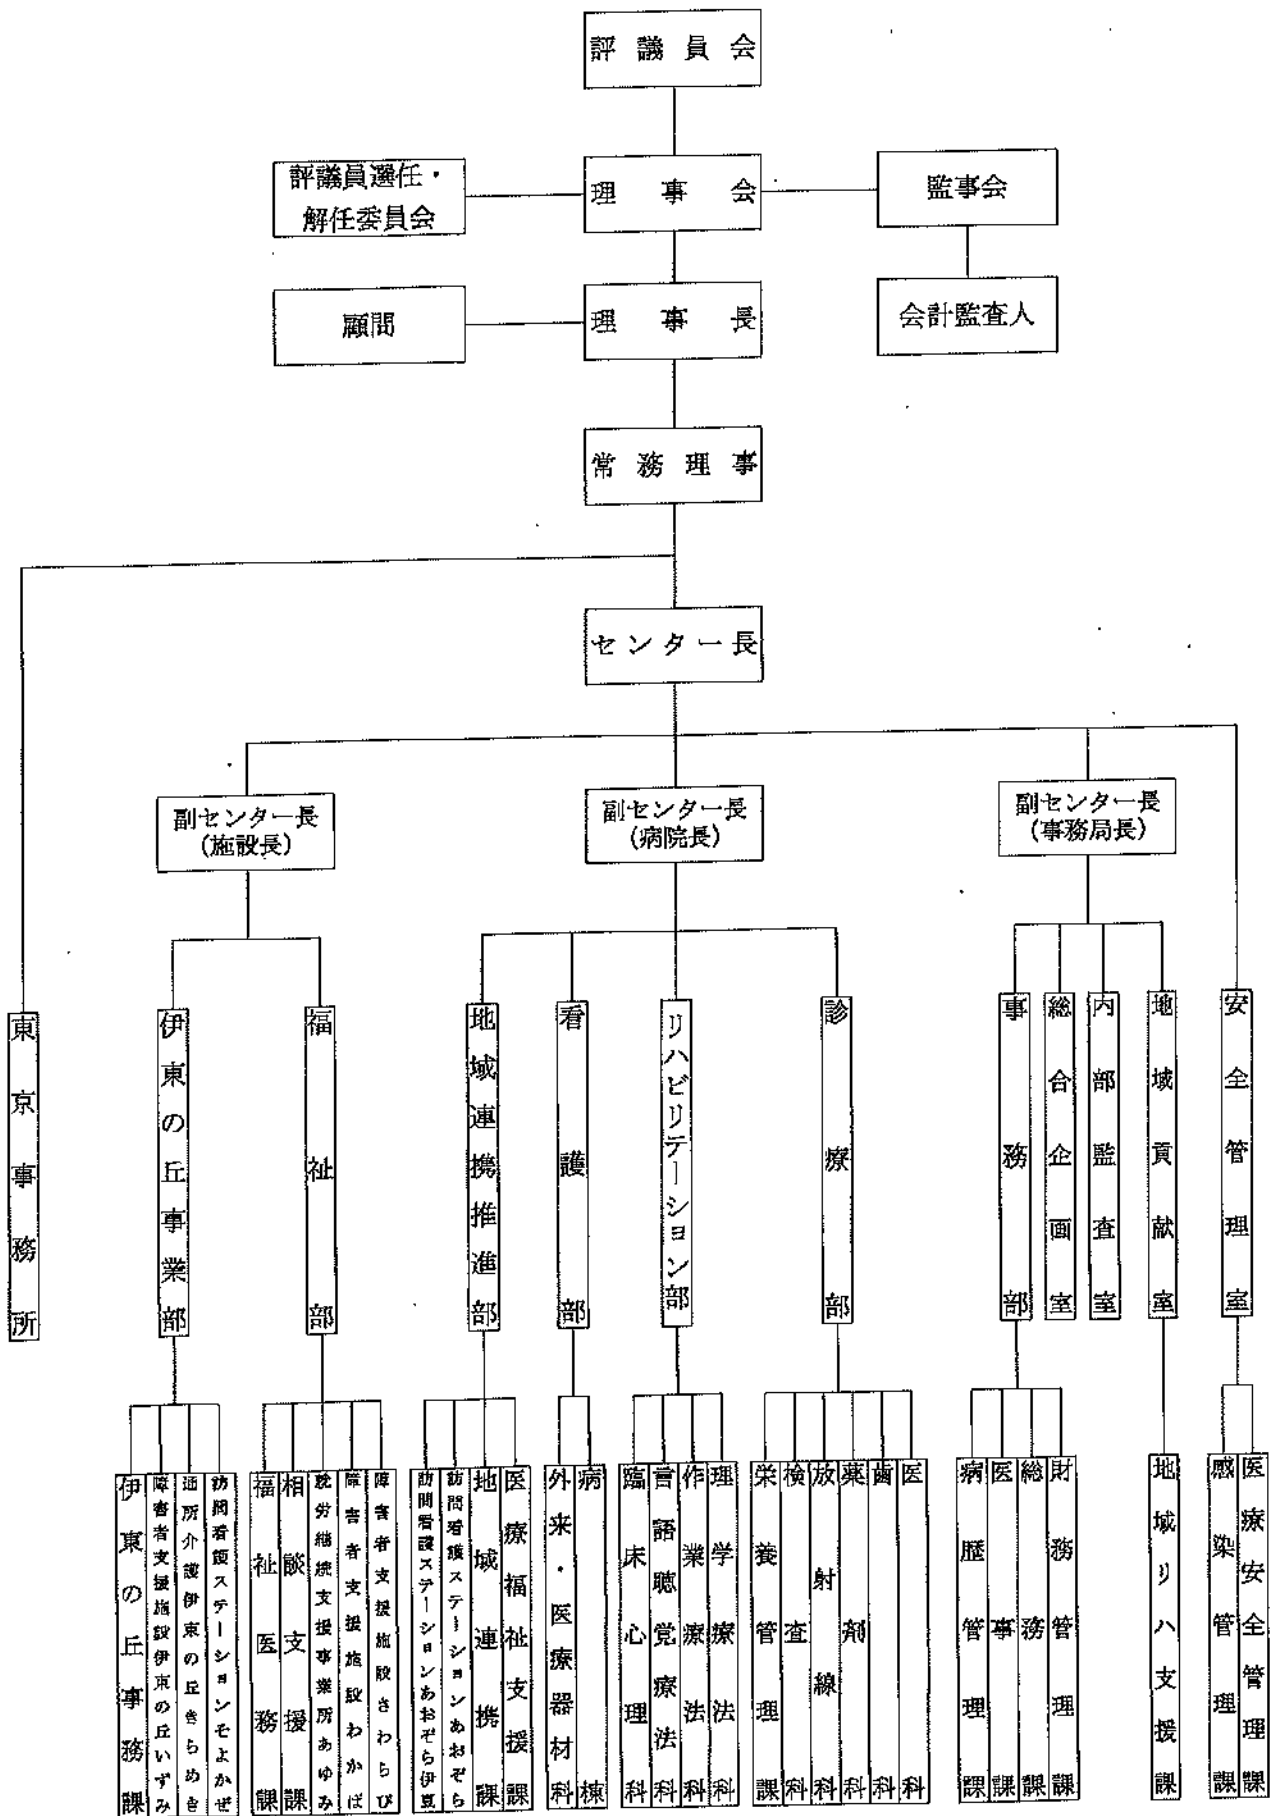 評議員会
評議員選任・
解任委員会
理事会
監事会
顧問
理事長
会計監査人
常務理事
センター長
副センター長
(施設長)
副センター長
(病院長)
副センター長
(事務局長)
東京事務所
伊東の丘事業部
福祉部
地域連携推進部
看護部
リハビリテーション部
診療部
事務部
総合企画室
内部監査室
地域貢献室
安全管理室
伊東の丘事務課
障害者支援施設伊東の丘いずみ
通所介護伊東の丘きらめき
訪問看護ステーションそよかぜ
福祉医務課
相談支援課
就労継続支援事業所あゆみ
障害者支援施設わかば
障害者支援施設さわらび
訪問看護ステーションあおぞら伊豆
訪問看護ステーションあおぞら
地域連携課
医療福祉支援課
外来・医療器材科
病棟
臨床心理科
言語聴覚療法科
作業療法科
理学療法科
栄養管理課
検査科
放射線科
薬剤科
歯科
医科
病歴管理課
医事課
総務課
財務管理課
地域リハ支援課
感染管理課
医療安全管理課